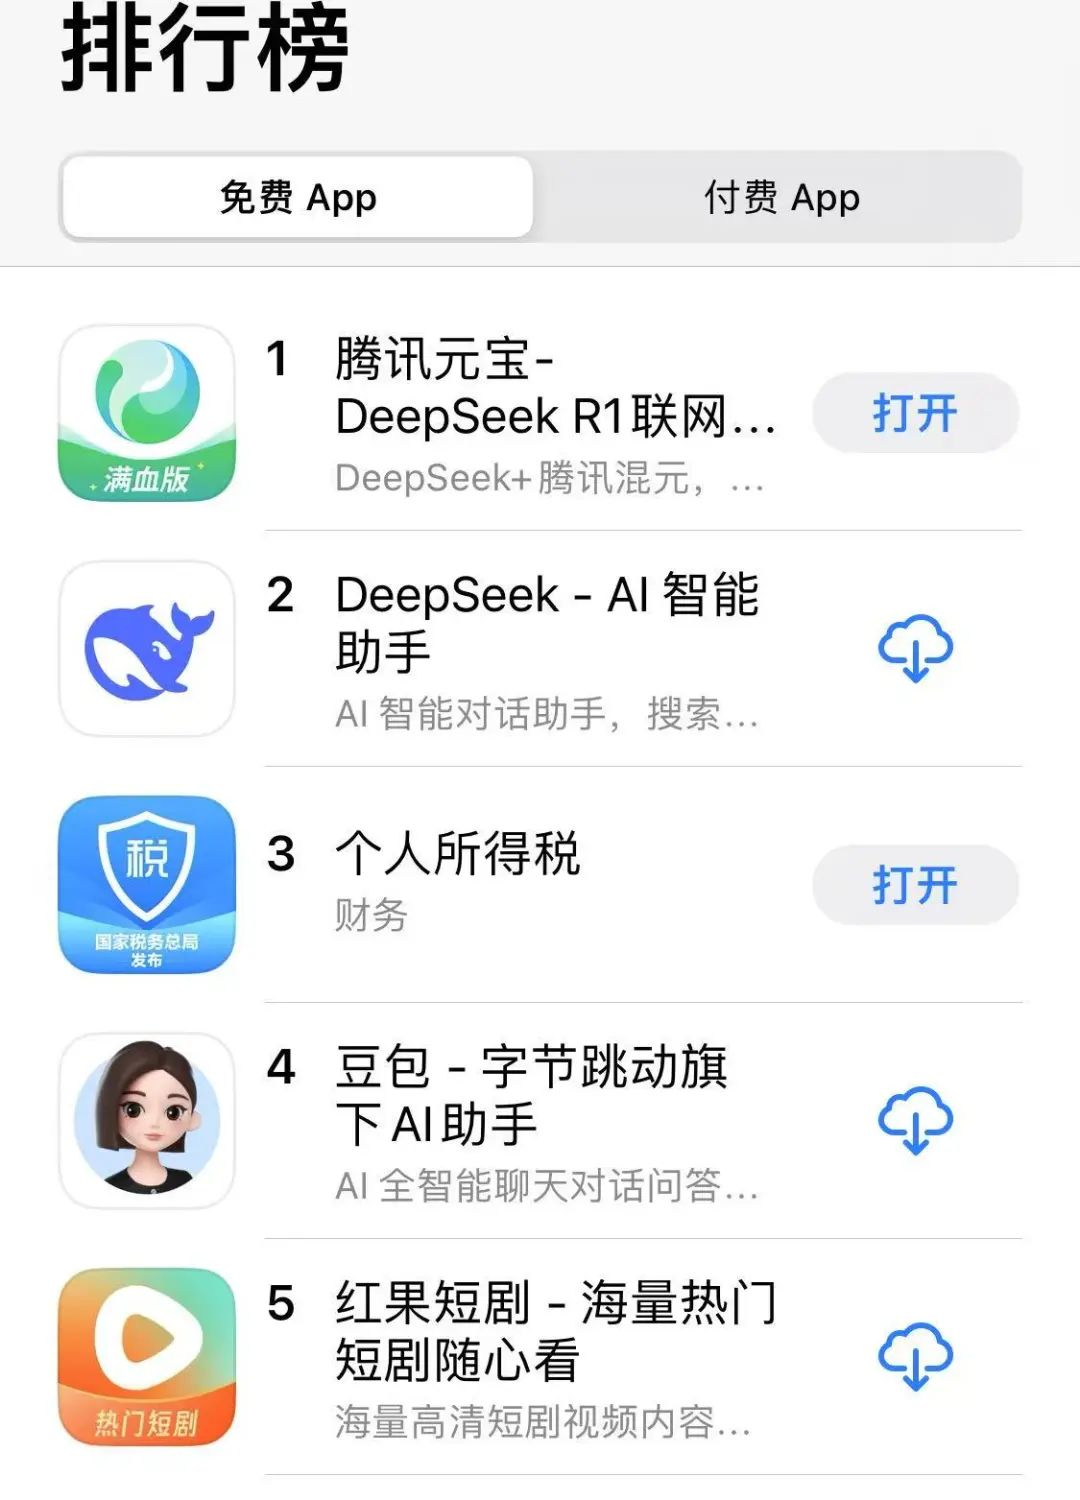 排行榜
免费 App
付费 App
1
腾讯元宝-
DeepSeek R1联网...
DeepSeek+腾讯混元，...
打开
满血版
2
DeepSeek - AI 智能
助手
AI 智能对话助手，搜索...
3
个人所得税
财务
打开
税
国家税务总局
发布
4
豆包 - 字节跳动旗
下AI助手
AI 全智能聊天对话问答...
5
红果短剧 - 海量热门
短剧随心看
海量高清短剧视频内容...
热门短剧